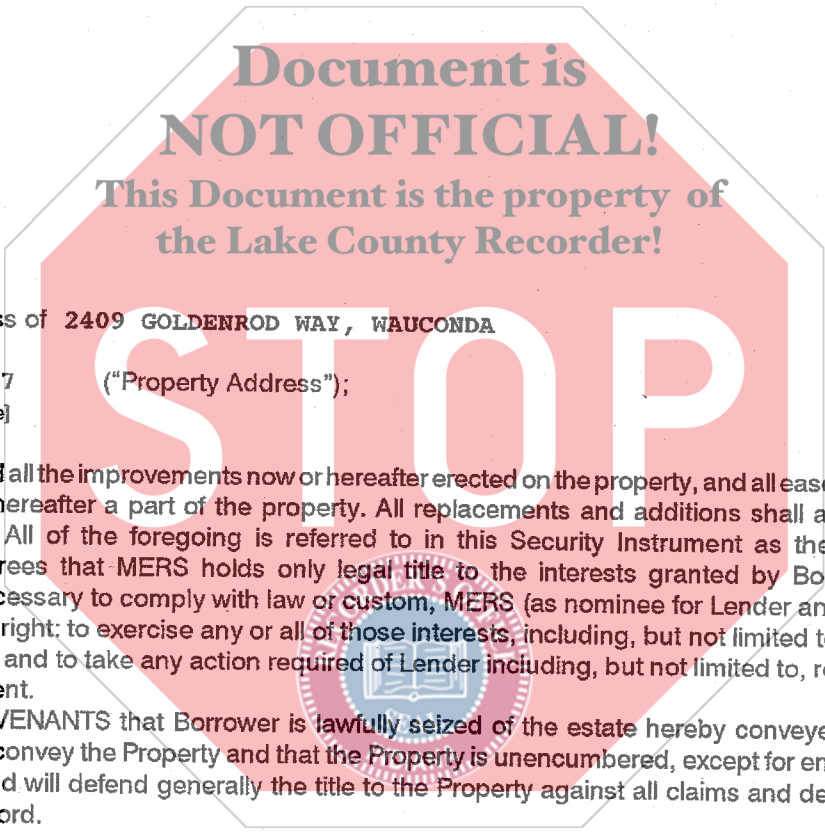 Document is
NOT OFFICIAL!
This Document is the property of
the Lake County Recorder!
ss of 2409 GOLDENROD WAY, WAUCONDA
7 ("Property Address");
e]
STOP
all the improvements now or hereafter erected on the property, and all ease
hereafter a part of the property. All replacements and additions shall a
All of the foregoing is referred to in this Security Instrument as the
rees that MERS holds only legal title to the interests granted by Bo
cessary to comply with law or custom, MERS (as nominee for Lender an
right: to exercise any or all of those interests, including, but not limited to
and to take any action required of Lender including, but not limited to, re
ent.
VENANTS that Borrower is lawfully seized of the estate hereby conveye
convey the Property and that the Property is unencumbered, except for en
d will defend generally the title to the Property against all claims and de
ord.